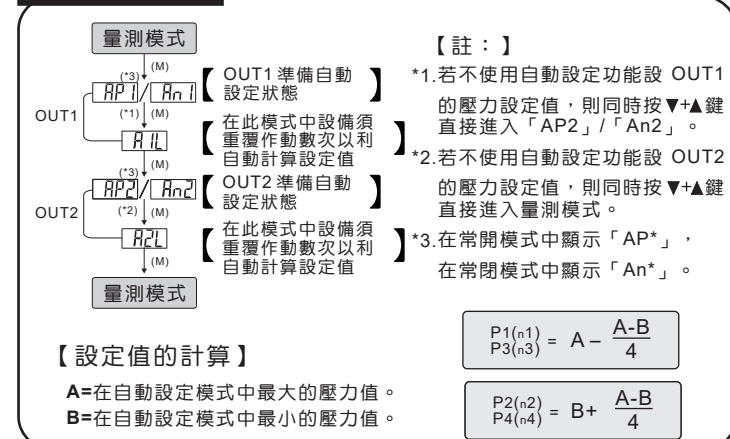 量測模式
(*3) (M)
AP1/ An1 【OUT1 準備自動
設定狀態】
OUT1
(*1) (M)
A1L 【在此模式中設備須
重覆作動數次以利
自動計算設定值】
(*3) (M)
AP2/ An2 【OUT2 準備自動
設定狀態】
OUT2
(*2) (M)
A2L 【在此模式中設備須
重覆作動數次以利
自動計算設定值】
(M)
量測模式
【註：】
*1.若不使用自動設定功能設 OUT1
的壓力設定值，則同時按▼+▲鍵
直接進入「AP2」/「An2」。
*2.若不使用自動設定功能設 OUT2
的壓力設定值，則同時按▼+▲鍵
直接進入量測模式。
*3.在常開模式中顯示「AP*」，
在常閉模式中顯示「An*」。
【設定值的計算】
A=在自動設定模式中最大的壓力值。
B=在自動設定模式中最小的壓力值。
P1(n1)
P3(n3) = A – A-B
4
P2(n2)
P4(n4) = B+ A-B
4